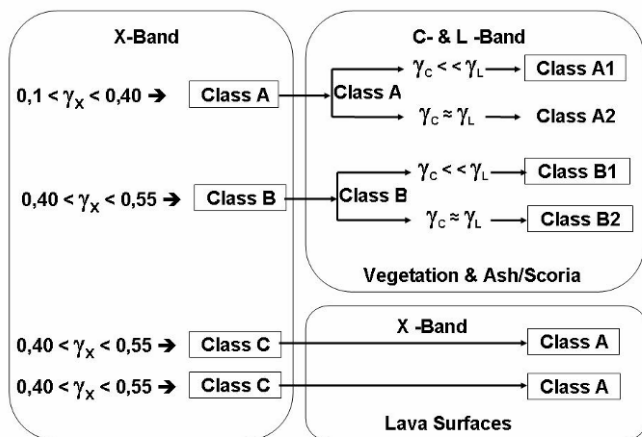 X-Band
C- & L -Band
0,1 < γX < 0,40 ➔ Class A
Class A
γC < < γL Class A1
γC ≈ γL Class A2
0,40 < γX < 0,55 ➔ Class B
Class B
γC < < γL Class B1
γC ≈ γL Class B2
Vegetation & Ash/Scoria
X -Band
0,40 < γX < 0,55 ➔ Class C Class A
0,40 < γX < 0,55 ➔ Class C Class A
Lava Surfaces